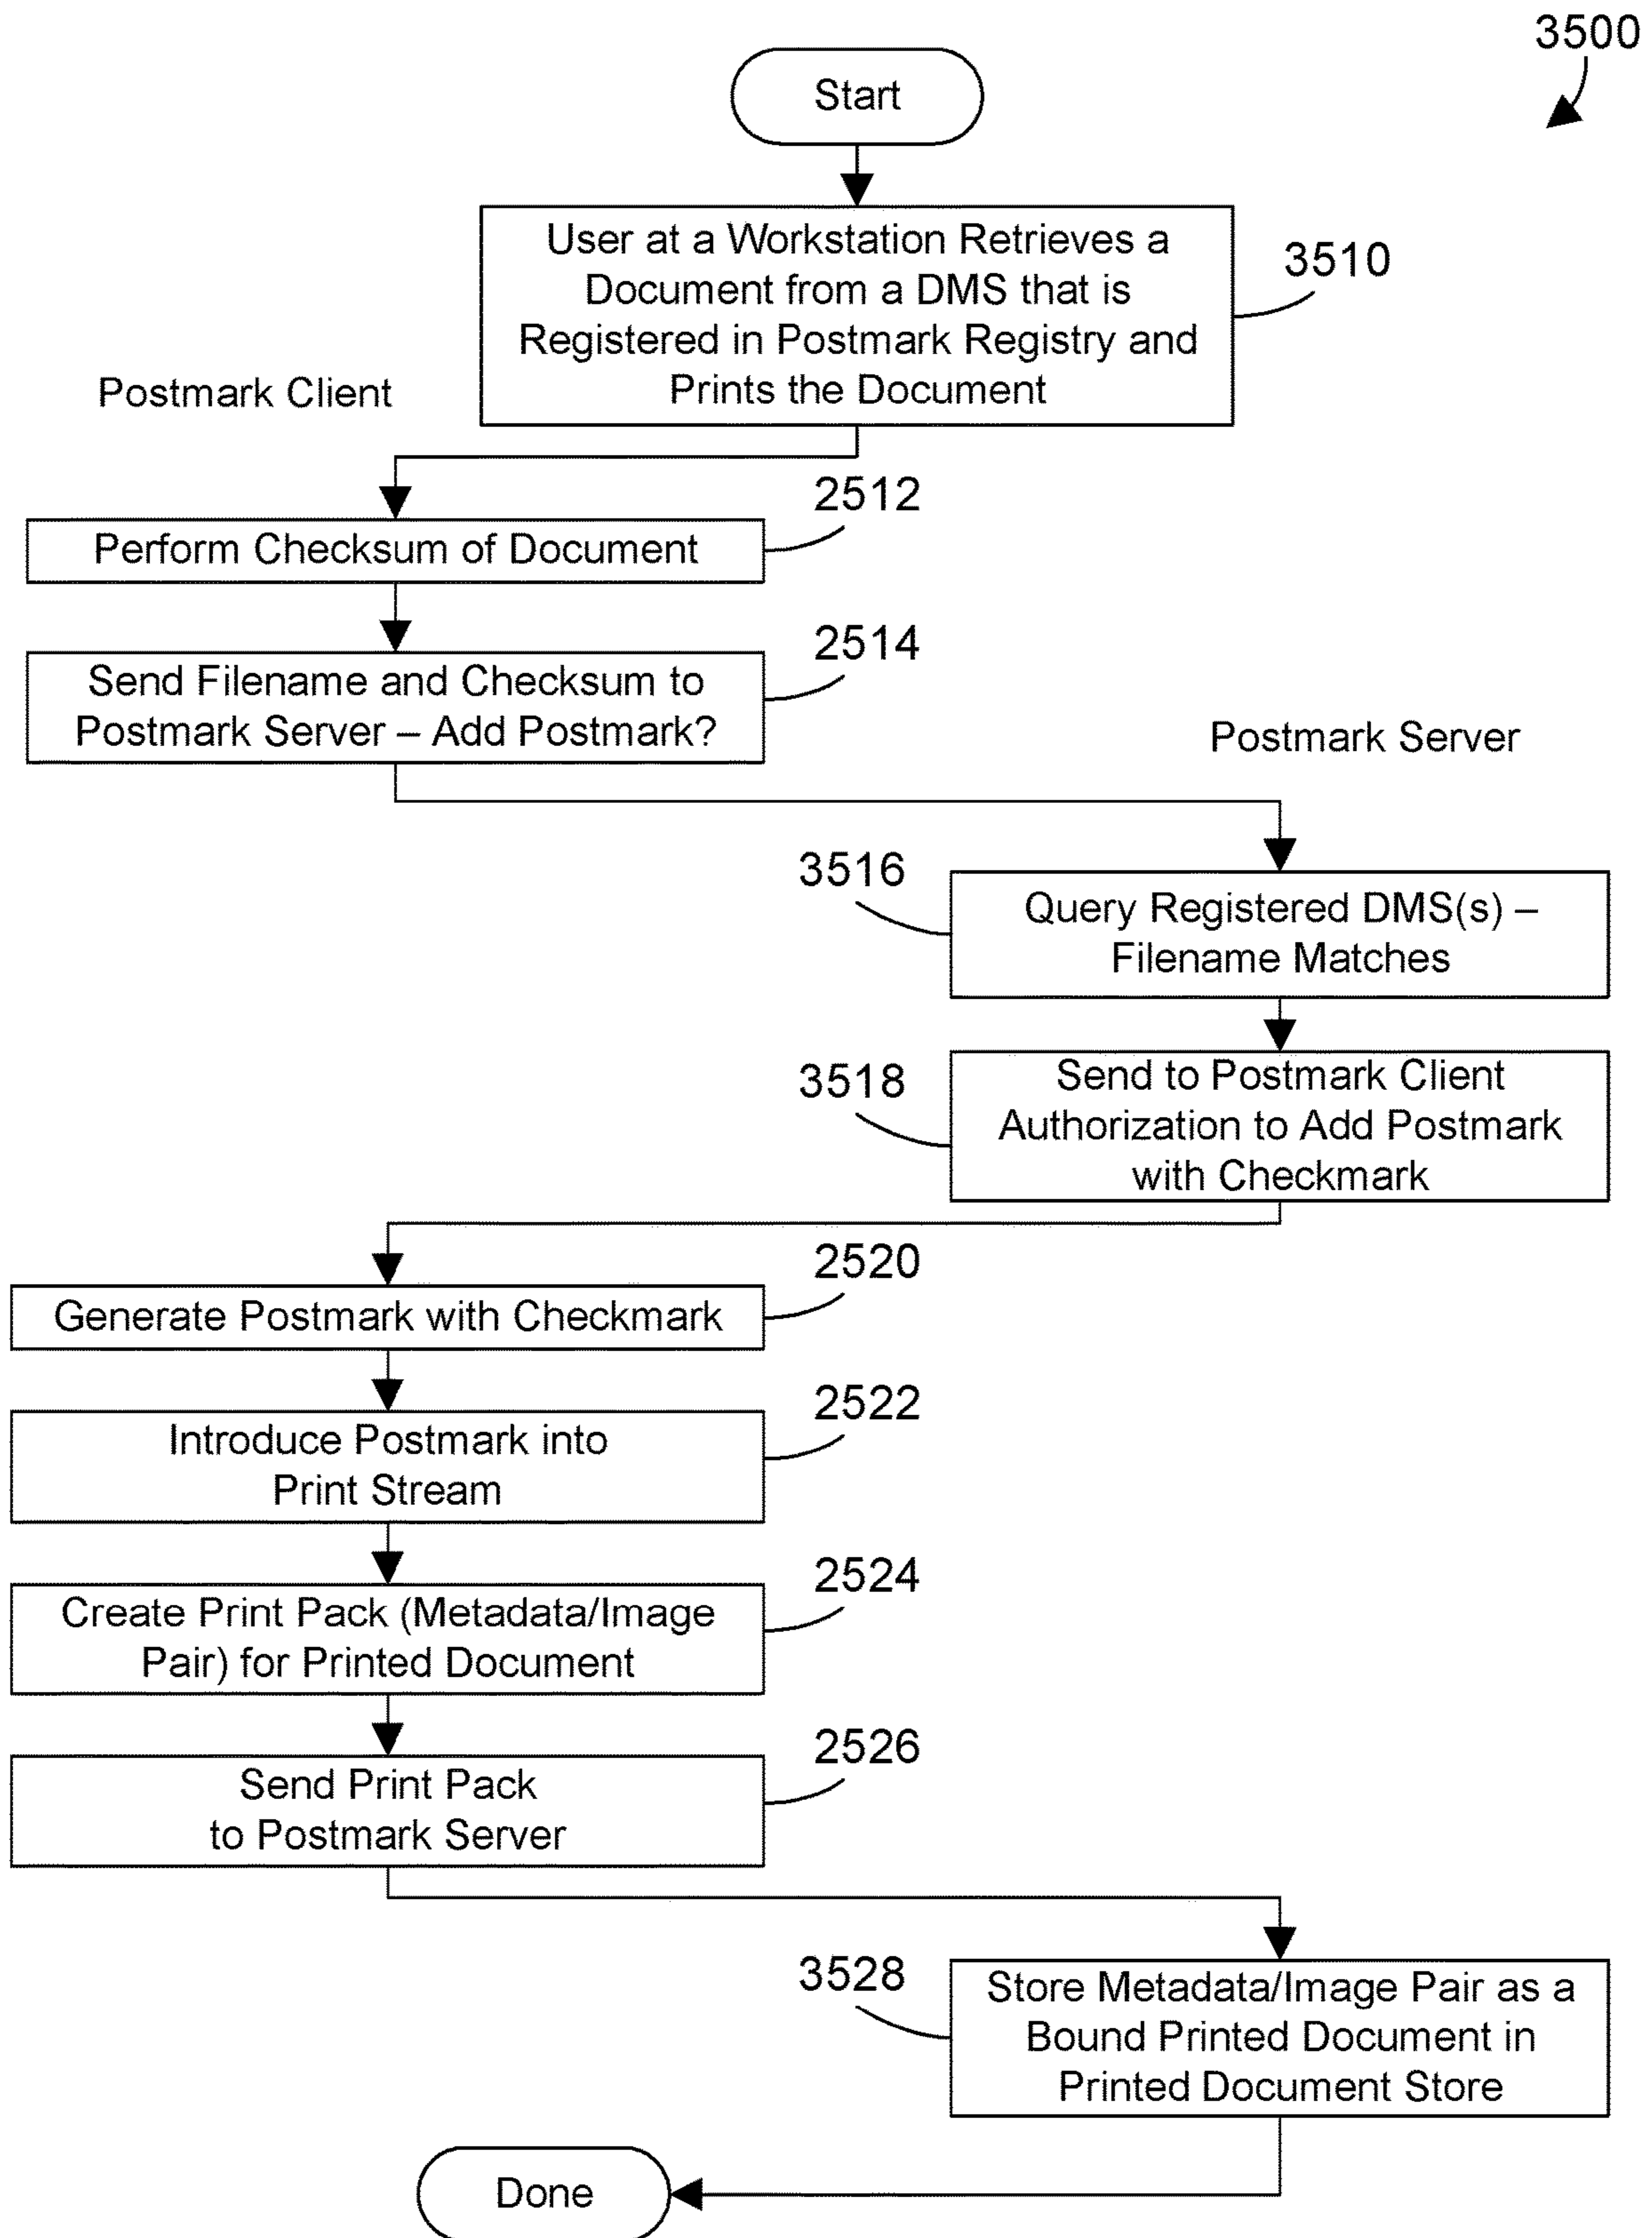 3500
Start
User at a Workstation Retrieves a
Document from a DMS that is
Registered in Postmark Registry and
Prints the Document
3510
Postmark Client
2512
Perform Checksum of Document
2514
Send Filename and Checksum to
Postmark Server – Add Postmark?
Postmark Server
3516
Query Registered DMS(s) –
Filename Matches
3518
Send to Postmark Client
Authorization to Add Postmark
with Checkmark
2520
Generate Postmark with Checkmark
2522
Introduce Postmark into
Print Stream
2524
Create Print Pack (Metadata/Image
Pair) for Printed Document
2526
Send Print Pack
to Postmark Server
3528
Store Metadata/Image Pair as a
Bound Printed Document in
Printed Document Store
Done